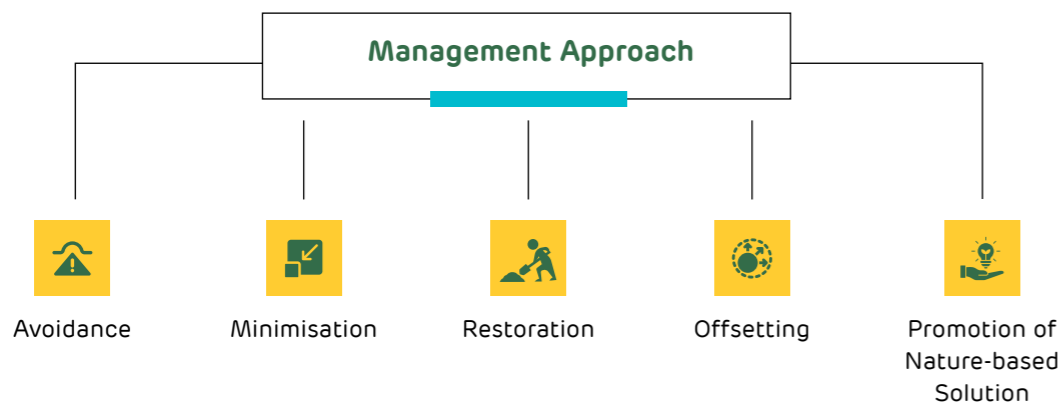 Management Approach
Avoidance
Minimisation
Restoration
Offsetting
Promotion of
Nature-based
Solution